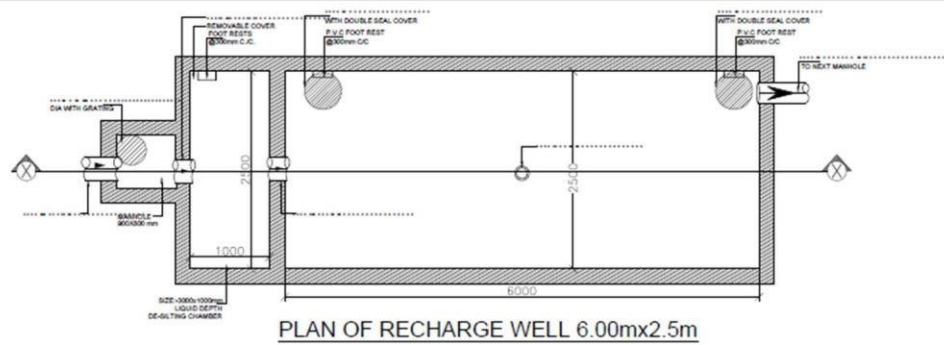 REMOVABLE COVER
FOOT RESTS
@300mm C./C.
WITH DOUBLE SEAL COVER
P.V.C FOOT REST
@300mm C/C
WITH DOUBLE SEAL COVER
P.V.C FOOT REST
@300mm C/C
TO NEXT MANHOLE
DIA WITH GRATING
X
X
2500
2500
MANHOLE
1000
6000
SIZE:-3000x1000mm
LIQUID DEPTH
DE-SILTING CHAMBER
PLAN OF RECHARGE WELL 6.00mx2.5m